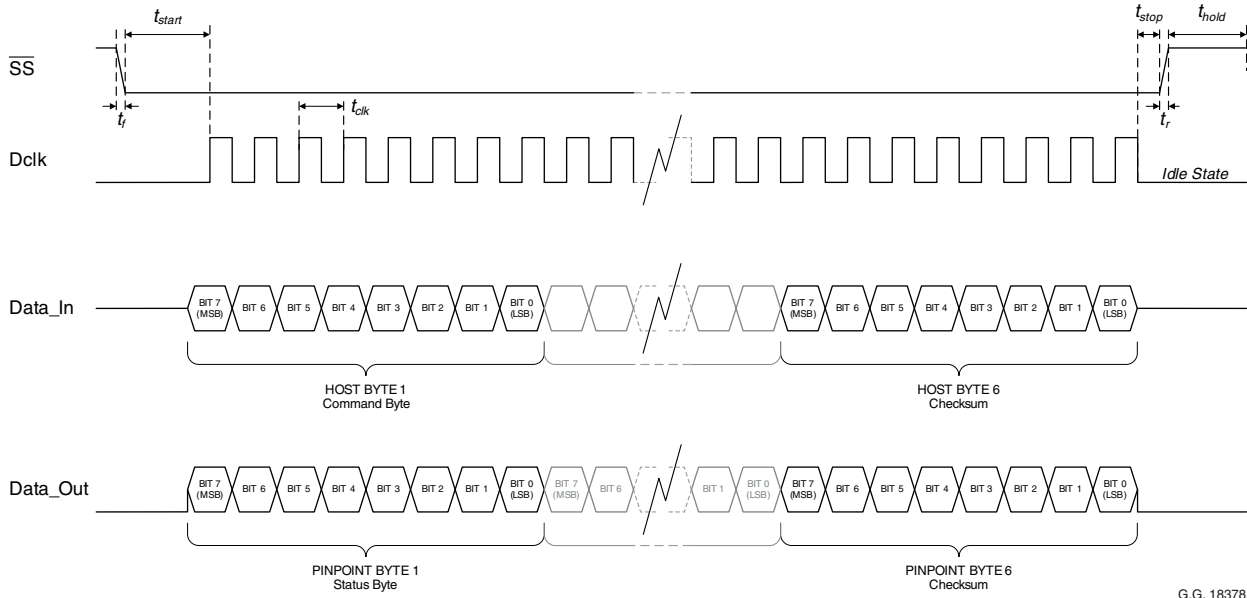 t_start
t_stop
t_hold
SS
t_f
t_clk
t_r
Dclk
Idle State
Data_In
BIT 7 (MSB) BIT 6 BIT 5 BIT 4 BIT 3 BIT 2 BIT 1 BIT 0 (LSB) BIT 7 (MSB) BIT 6 BIT 5 BIT 4 BIT 3 BIT 2 BIT 1 BIT 0 (LSB)
HOST BYTE 1
Command Byte
HOST BYTE 6
Checksum
Data_Out
BIT 7 (MSB) BIT 6 BIT 5 BIT 4 BIT 3 BIT 2 BIT 1 BIT 0 (LSB) BIT 7 (MSB) BIT 6 BIT 1 BIT 0 (LSB) BIT 7 (MSB) BIT 6 BIT 5 BIT 4 BIT 3 BIT 2 BIT 1 BIT 0 (LSB)
PINPOINT BYTE 1
Status Byte
PINPOINT BYTE 6
Checksum
G.G. 18378